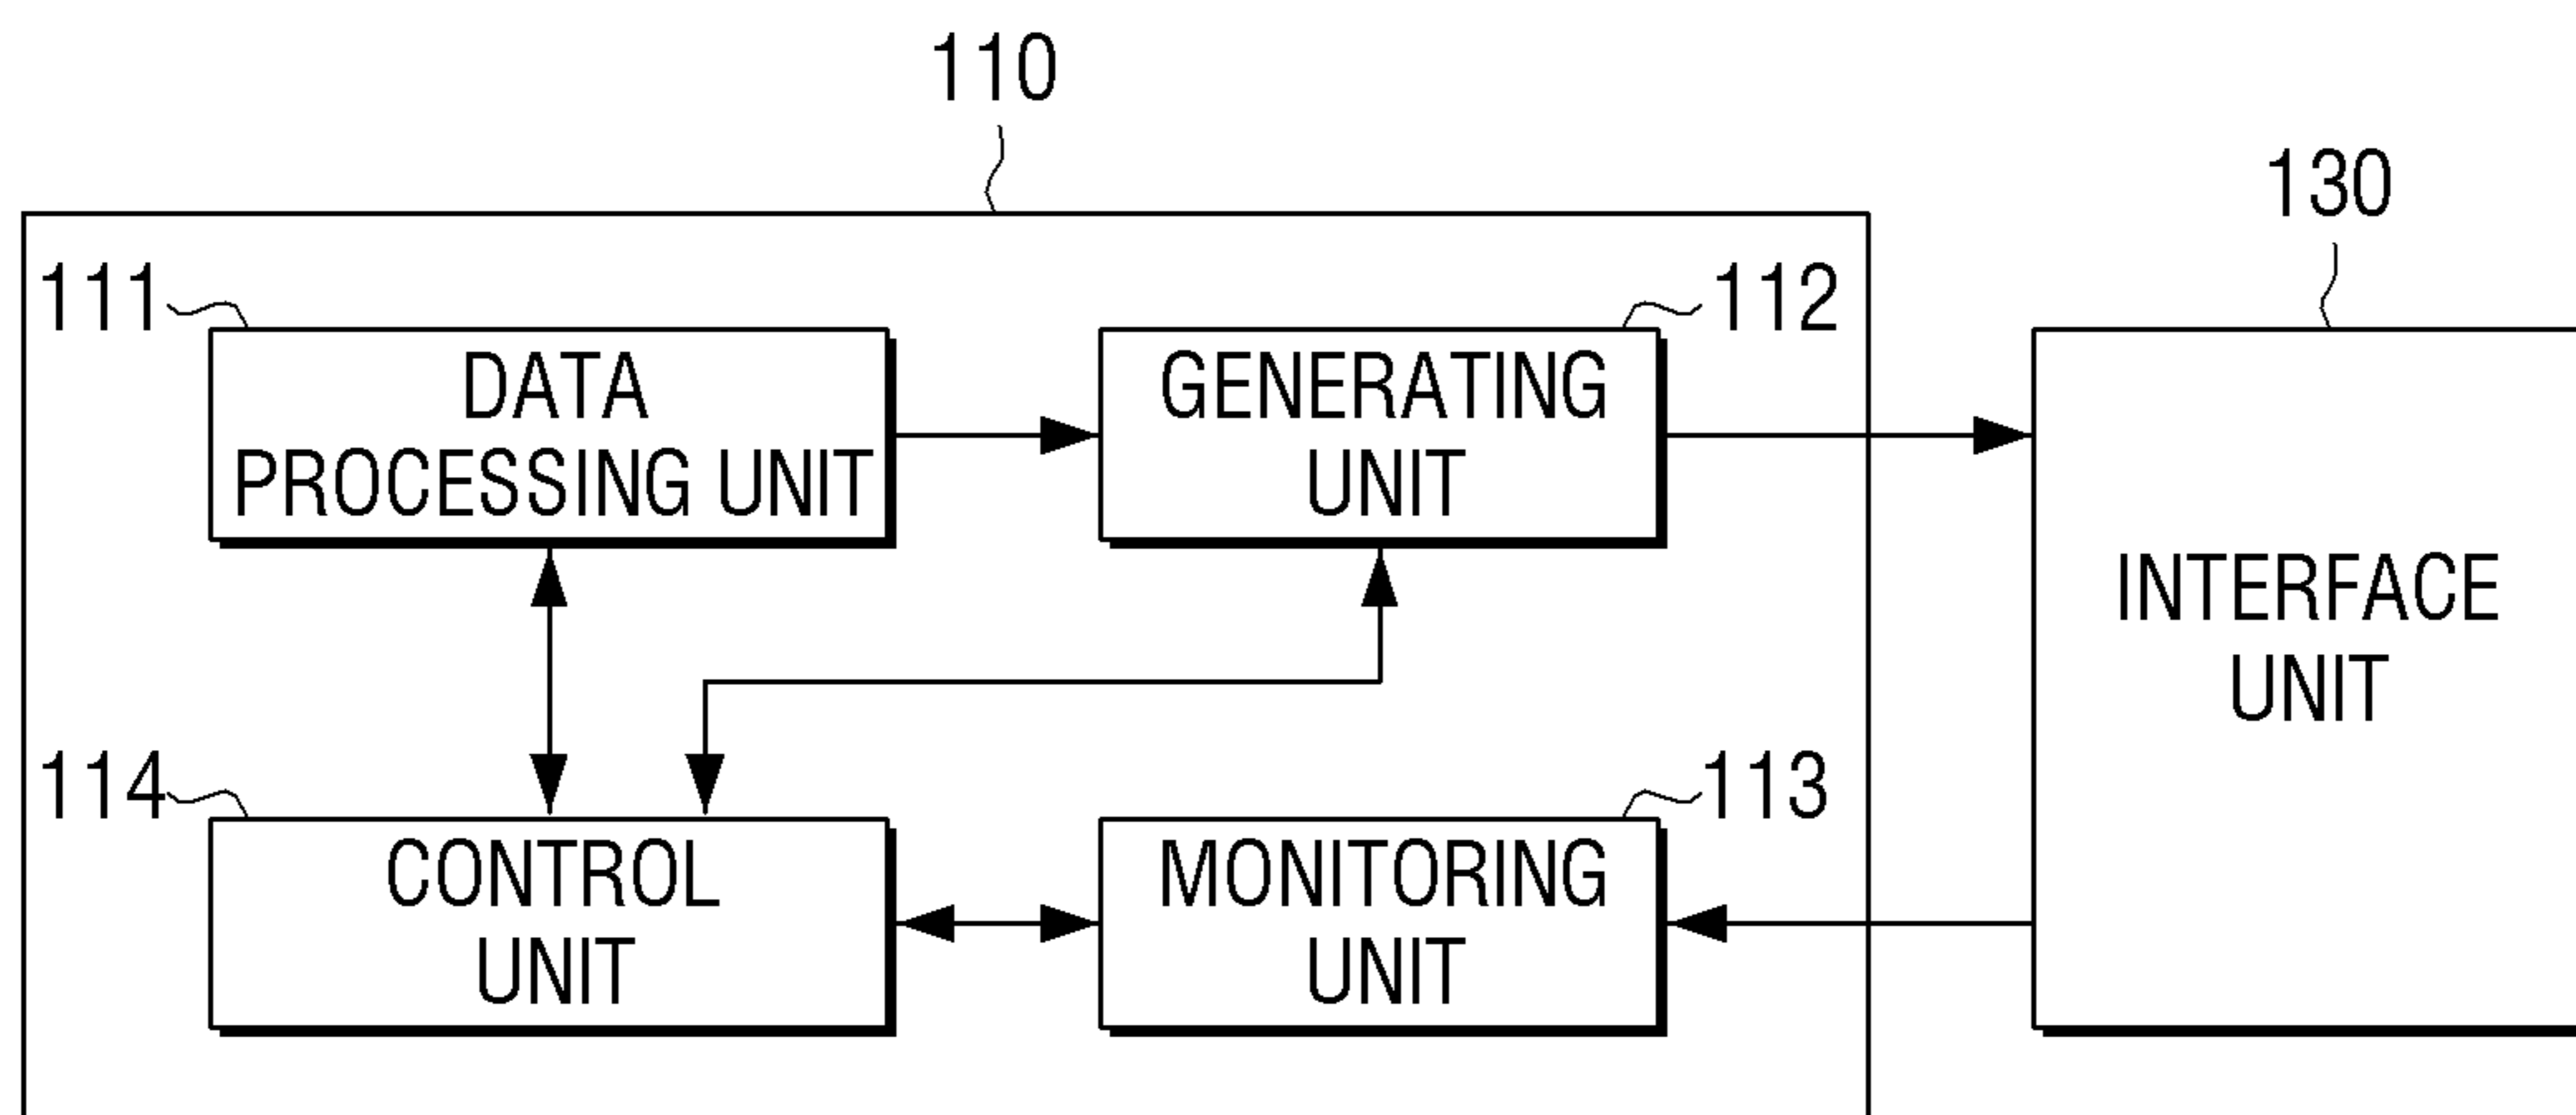 110
130
111
112
DATA
PROCESSING UNIT
GENERATING
UNIT
INTERFACE
UNIT
114
113
CONTROL
UNIT
MONITORING
UNIT